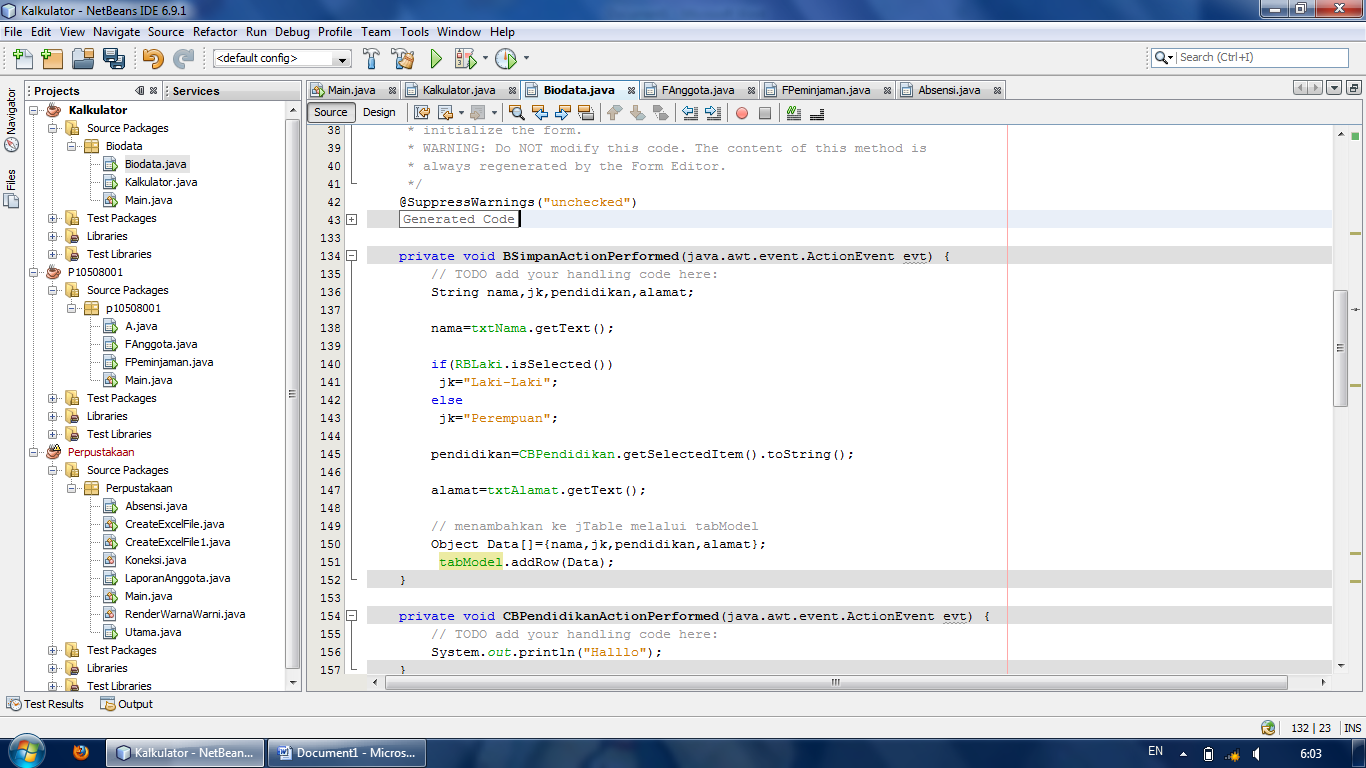 Kalkulator - NetBeans IDE 6.9.1
File Edit View Navigate Source Refactor Run Debug Profile Team Tools Window Help
<default config>
Search (Ctrl+I)
Navigator
Files
Projects
Services
Kalkulator
Source Packages
Biodata
Biodata.java
Kalkulator.java
Main.java
Test Packages
Libraries
Test Libraries
P10508001
Source Packages
p10508001
A.java
FAnggota.java
FPeminjaman.java
Main.java
Test Packages
Libraries
Test Libraries
Perpustakaan
Source Packages
Perpustakaan
Absensi.java
CreateExcelFile.java
CreateExcelFile1.java
Koneksi.java
LaporanAnggota.java
Main.java
RenderWarnaWarni.java
Utama.java
Test Packages
Libraries
Test Libraries
Main.java Kalkulator.java Biodata.java FAnggota.java FPeminjaman.java Absensi.java
Source Design
38 * initialize the form.
39 * WARNING: Do NOT modify this code. The content of this method is
40 * always regenerated by the Form Editor.
41 */
42 @SuppressWarnings("unchecked")
43 Generated Code
133
134 private void BSimpanActionPerformed(java.awt.event.ActionEvent evt) {
135 // TODO add your handling code here:
136 String nama,jk,pendidikan,alamat;
137
138 nama=txtNama.getText();
139
140 if(RBLaki.isSelected())
141 jk="Laki-Laki";
142 else
143 jk="Perempuan";
144
145 pendidikan=CBPendidikan.getSelectedItem().toString();
146
147 alamat=txtAlamat.getText();
148
149 // menambahkan ke jTable melalui tabModel
150 Object Data[]={nama,jk,pendidikan,alamat};
151 tabModel.addRow(Data);
152 }
153
154 private void CBPendidikanActionPerformed(java.awt.event.ActionEvent evt) {
155 // TODO add your handling code here:
156 System.out.println("Halllo");
157 }
Test Results Output
132 | 23 INS
Kalkulator - NetBean...
Document1 - Micros...
EN
6:03